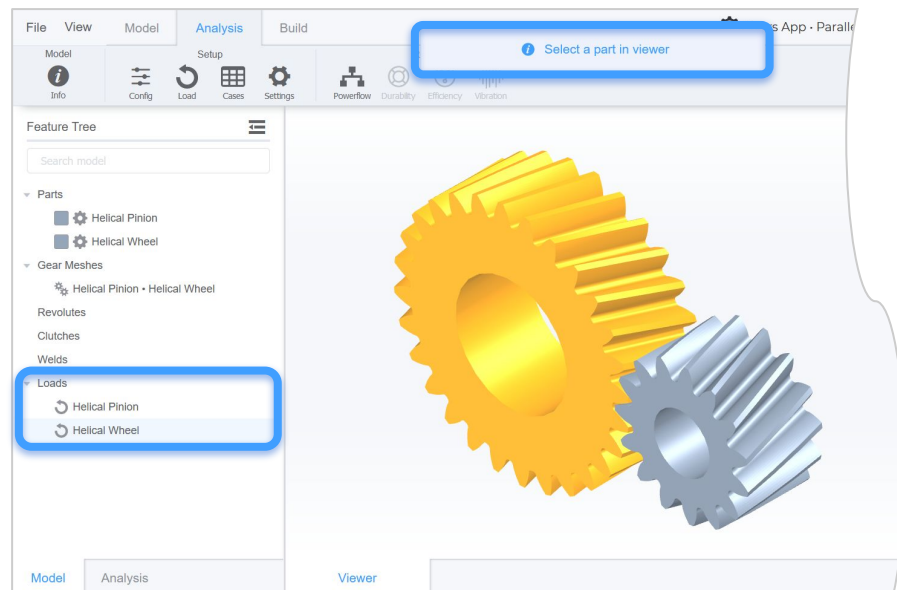 File View Model Analysis Build
Select a part in viewer
s App · Paralle
Model Setup
Info Config Load Cases Settings Powerflow Durability Efficiency Vibration
Feature Tree
Search model
Parts
Helical Pinion
Helical Wheel
Gear Meshes
Helical Pinion • Helical Wheel
Revolutes
Clutches
Welds
Loads
Helical Pinion
Helical Wheel
Model Analysis Viewer